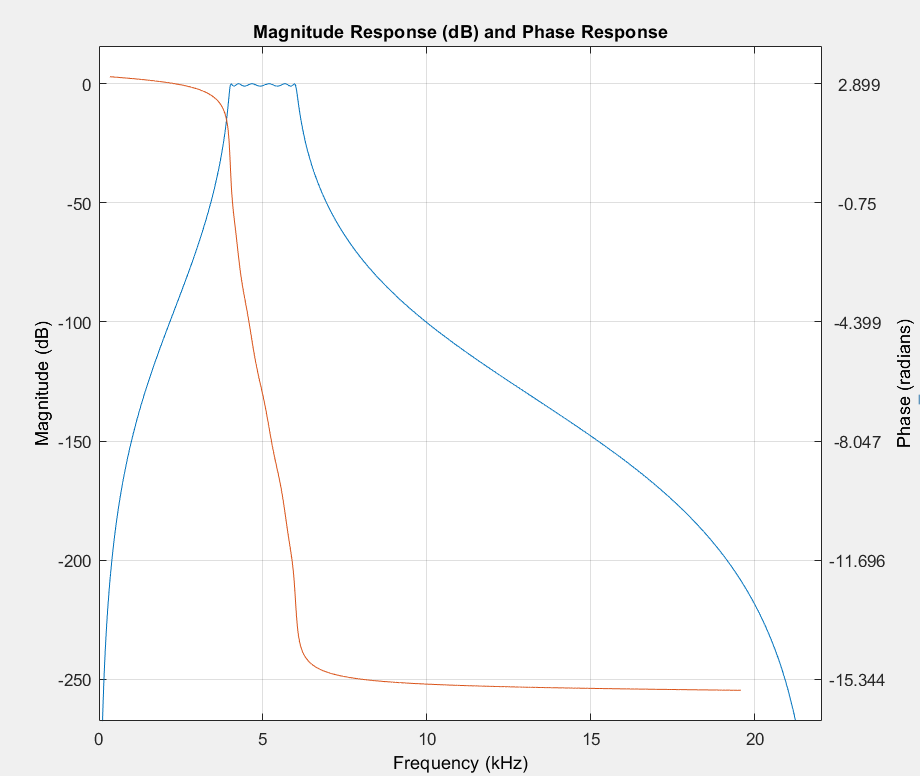 Magnitude Response (dB) and Phase Response
0
-50
-100
-150
-200
-250
Magnitude (dB)
2.899
-0.75
-4.399
-8.047
-11.696
-15.344
Phase (radians)
0 5 10 15 20
Frequency (kHz)